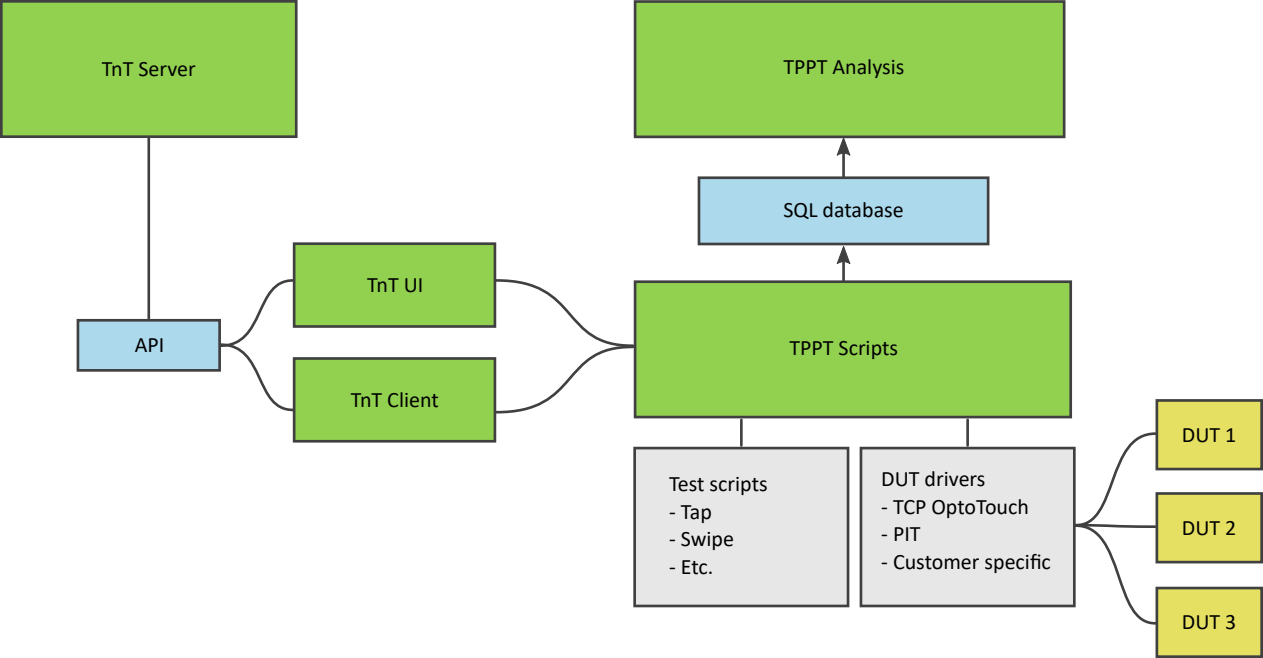 TnT Server
TPPT Analysis
SQL database
TnT UI
API
TPPT Scripts
TnT Client
Test scripts
- Tap
- Swipe
- Etc.
DUT drivers
- TCP OptoTouch
- PIT
- Customer specific
DUT 1
DUT 2
DUT 3